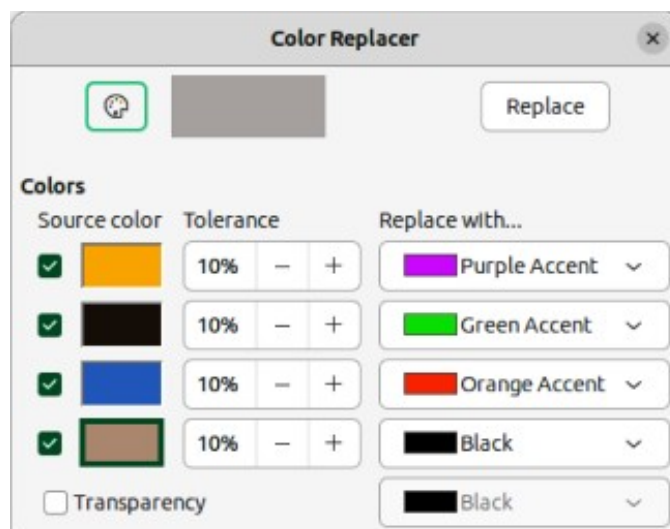 Color Replacer
Replace
Colors
Source color Tolerance Replace with...
10% − + Purple Accent
10% − + Green Accent
10% − + Orange Accent
10% − + Black
Transparency Black